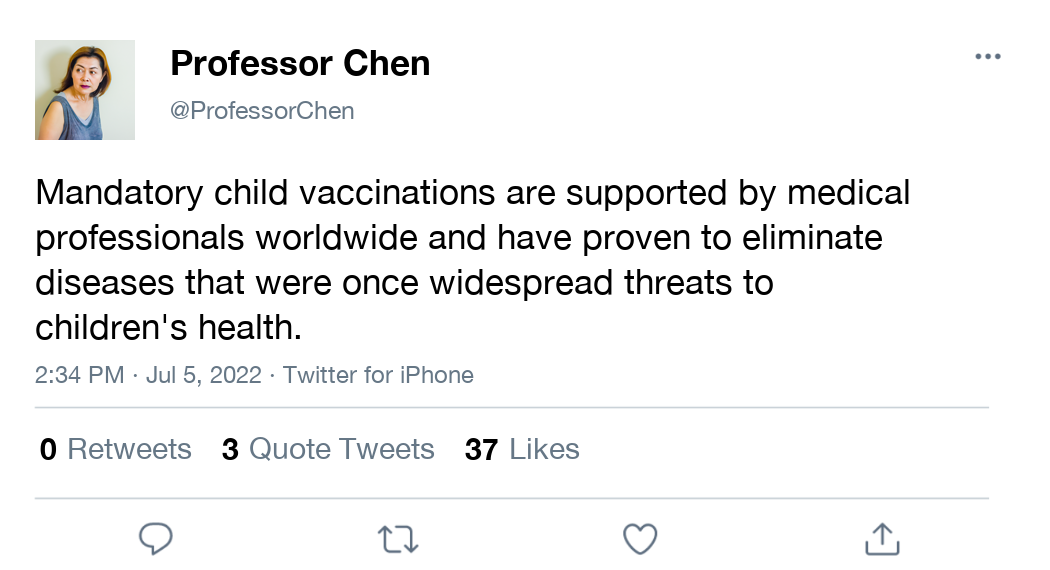 Professor Chen
@ProfessorChen
Mandatory child vaccinations are supported by medical
professionals worldwide and have proven to eliminate
diseases that were once widespread threats to
children's health.
2:34 PM · Jul 5, 2022 · Twitter for iPhone
0 Retweets 3 Quote Tweets 37 Likes